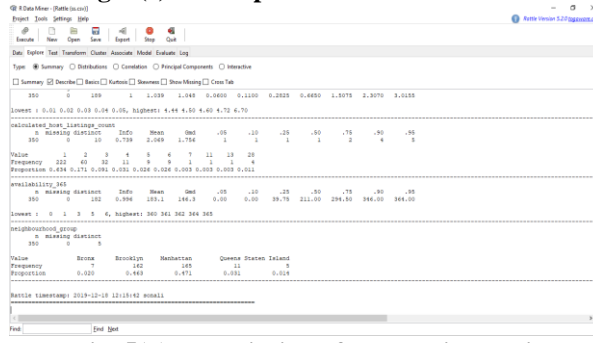 R Data Miner - [Rattle (ss.csv)]
Project Tools Settings Help
Rattle Version 5.2.0 togaware.com
Execute New Open Save Export Stop Quit
Data Explore Test Transform Cluster Associate Model Evaluate Log
Type: Summary Distributions Correlation Principal Components Interactive
Summary Describe Basics Kurtosis Skewness Show Missing Cross Tab
350 0 189 1 1.039 1.048 0.0600 0.1100 0.2825 0.6650 1.5075 2.3070 3.0155
lowest : 0.01 0.02 0.03 0.04 0.05, highest: 4.44 4.50 4.60 4.72 6.70
calculated_host_listings_count
n missing distinct Info Mean Gmd .05 .10 .25 .50 .75 .90 .95
350 0 10 0.739 2.069 1.756 1 1 1 1 2 4 5
Value 1 2 3 4 5 6 7 11 13 28
Frequency 222 60 32 11 9 9 1 1 1 4
Proportion 0.634 0.171 0.091 0.031 0.026 0.026 0.003 0.003 0.003 0.011
availability_365
n missing distinct Info Mean Gmd .05 .10 .25 .50 .75 .90 .95
350 0 182 0.996 183.1 146.3 0.00 0.00 39.75 211.00 294.50 346.00 364.00
lowest : 0 1 3 5 6, highest: 360 361 362 364 365
neighbourhood_group
n missing distinct
350 0 5
Value Bronx Brooklyn Manhattan Queens Staten Island
Frequency 7 162 165 11 5
Proportion 0.020 0.463 0.471 0.031 0.014
Rattle timestamp: 2019-12-18 12:15:42 sonali
Find: Find Next